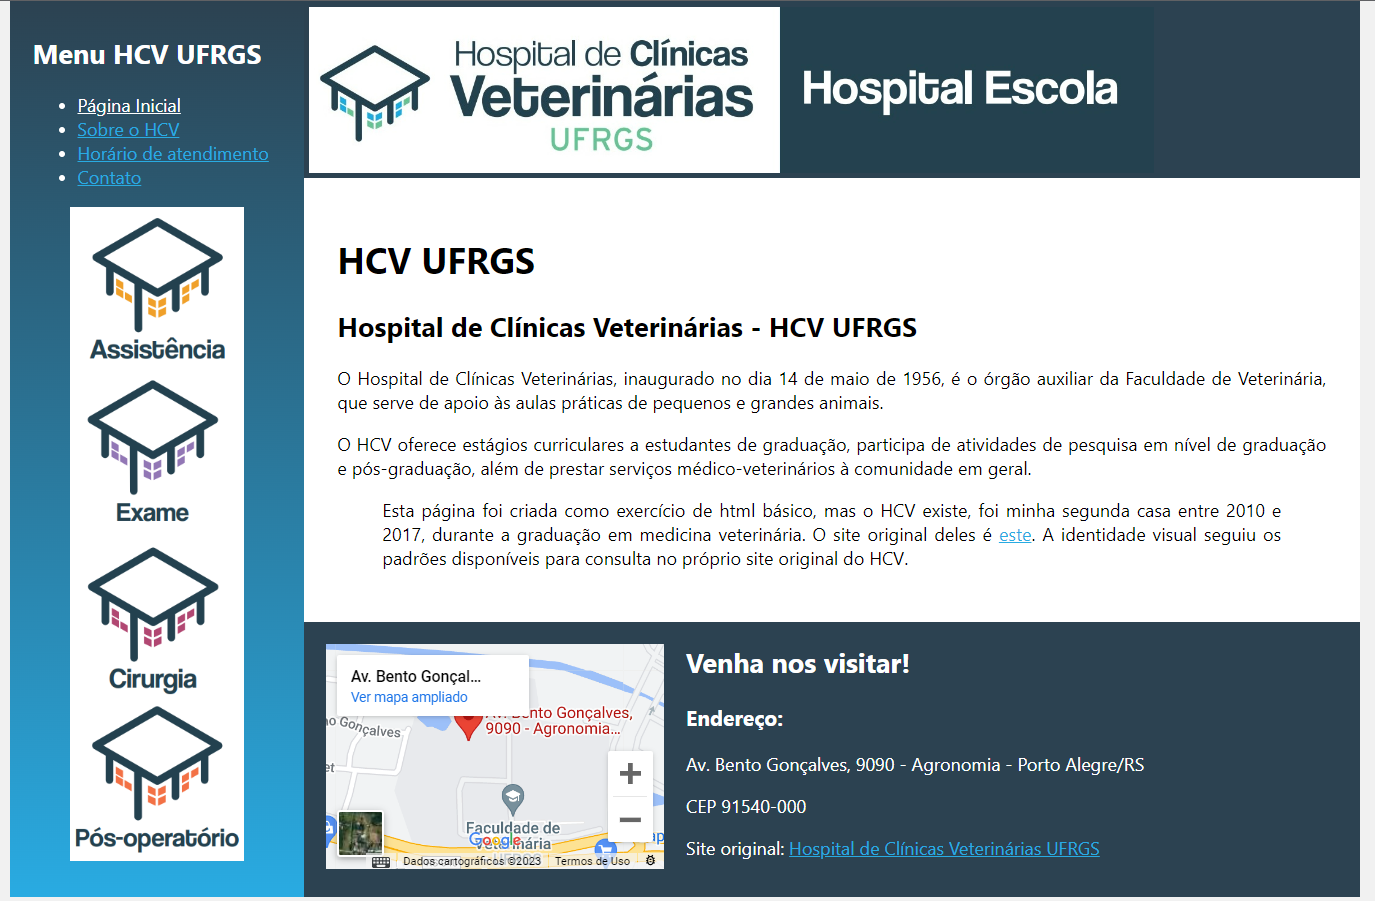 Menu HCV UFRGS
Página Inicial
Sobre o HCV
Horário de atendimento
Contato
Assistência
Exame
Cirurgia
Pós-operatório
Hospital de Clínicas
Veterinárias
UFRGS
Hospital Escola
HCV UFRGS
Hospital de Clínicas Veterinárias - HCV UFRGS
O Hospital de Clínicas Veterinárias, inaugurado no dia 14 de maio de 1956, é o órgão auxiliar da Faculdade de Veterinária,
que serve de apoio às aulas práticas de pequenos e grandes animais.
O HCV oferece estágios curriculares a estudantes de graduação, participa de atividades de pesquisa em nível de graduação
e pós-graduação, além de prestar serviços médico-veterinários à comunidade em geral.
Esta página foi criada como exercício de html básico, mas o HCV existe, foi minha segunda casa entre 2010 e
2017, durante a graduação em medicina veterinária. O site original deles é este. A identidade visual seguiu os
padrões disponíveis para consulta no próprio site original do HCV.
Av. Bento Gonçal...
Ver mapa ampliado
Av. Bento Gonçalves,
9090 - Agronomia...
Gonçalves
Faculdade de
Google
Dados cartográficos ©2023
Termos de Uso
Venha nos visitar!
Endereço:
Av. Bento Gonçalves, 9090 - Agronomia - Porto Alegre/RS
CEP 91540-000
Site original: Hospital de Clínicas Veterinárias UFRGS